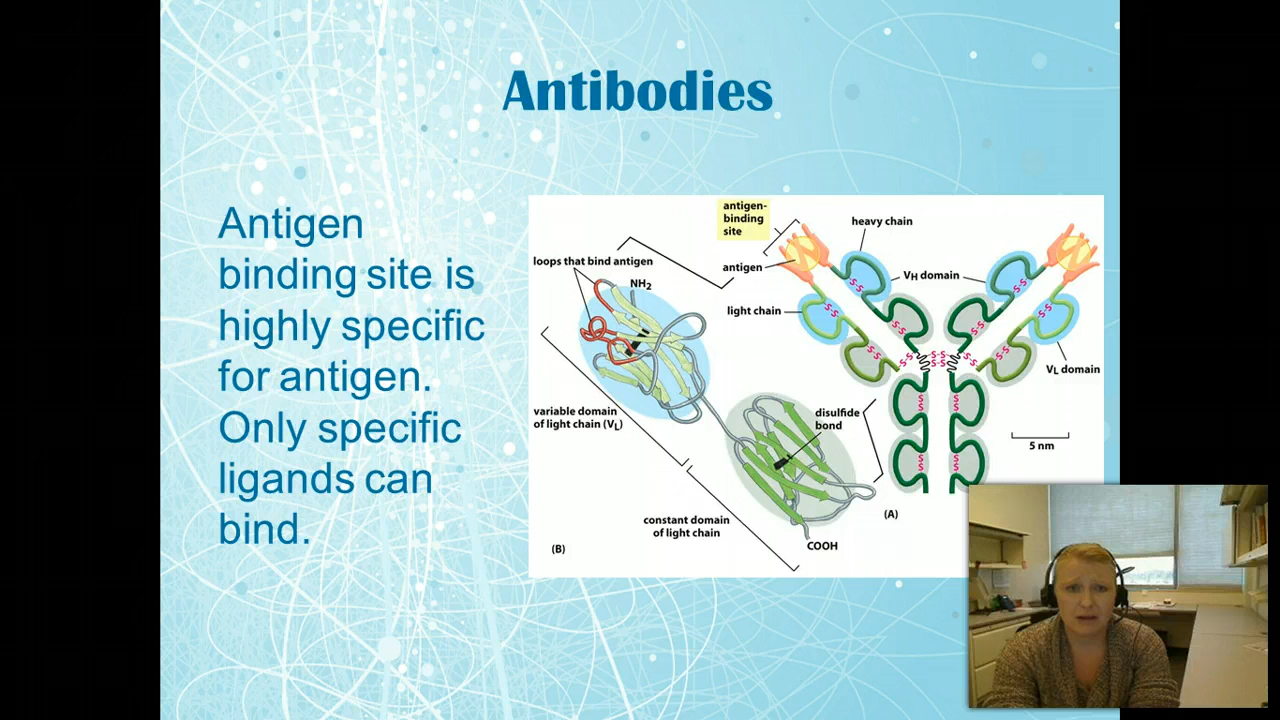 Antibodies
Antigen
binding site is
highly specific
for antigen.
Only specific
ligands can
bind.
antigen-
binding
site
heavy chain
loops that bind antigen
antigen
VH domain
NH2
light chain
S-S
S-S
S-S
S-S
S-S
S-S
S-S
S-S
S-S
S-S
S-S
S-S
VL domain
variable domain
of light chain (VL)
disulfide
bond
S-S
S-S
5 nm
S-S
S-S
constant domain
of light chain
(A)
COOH
(B)